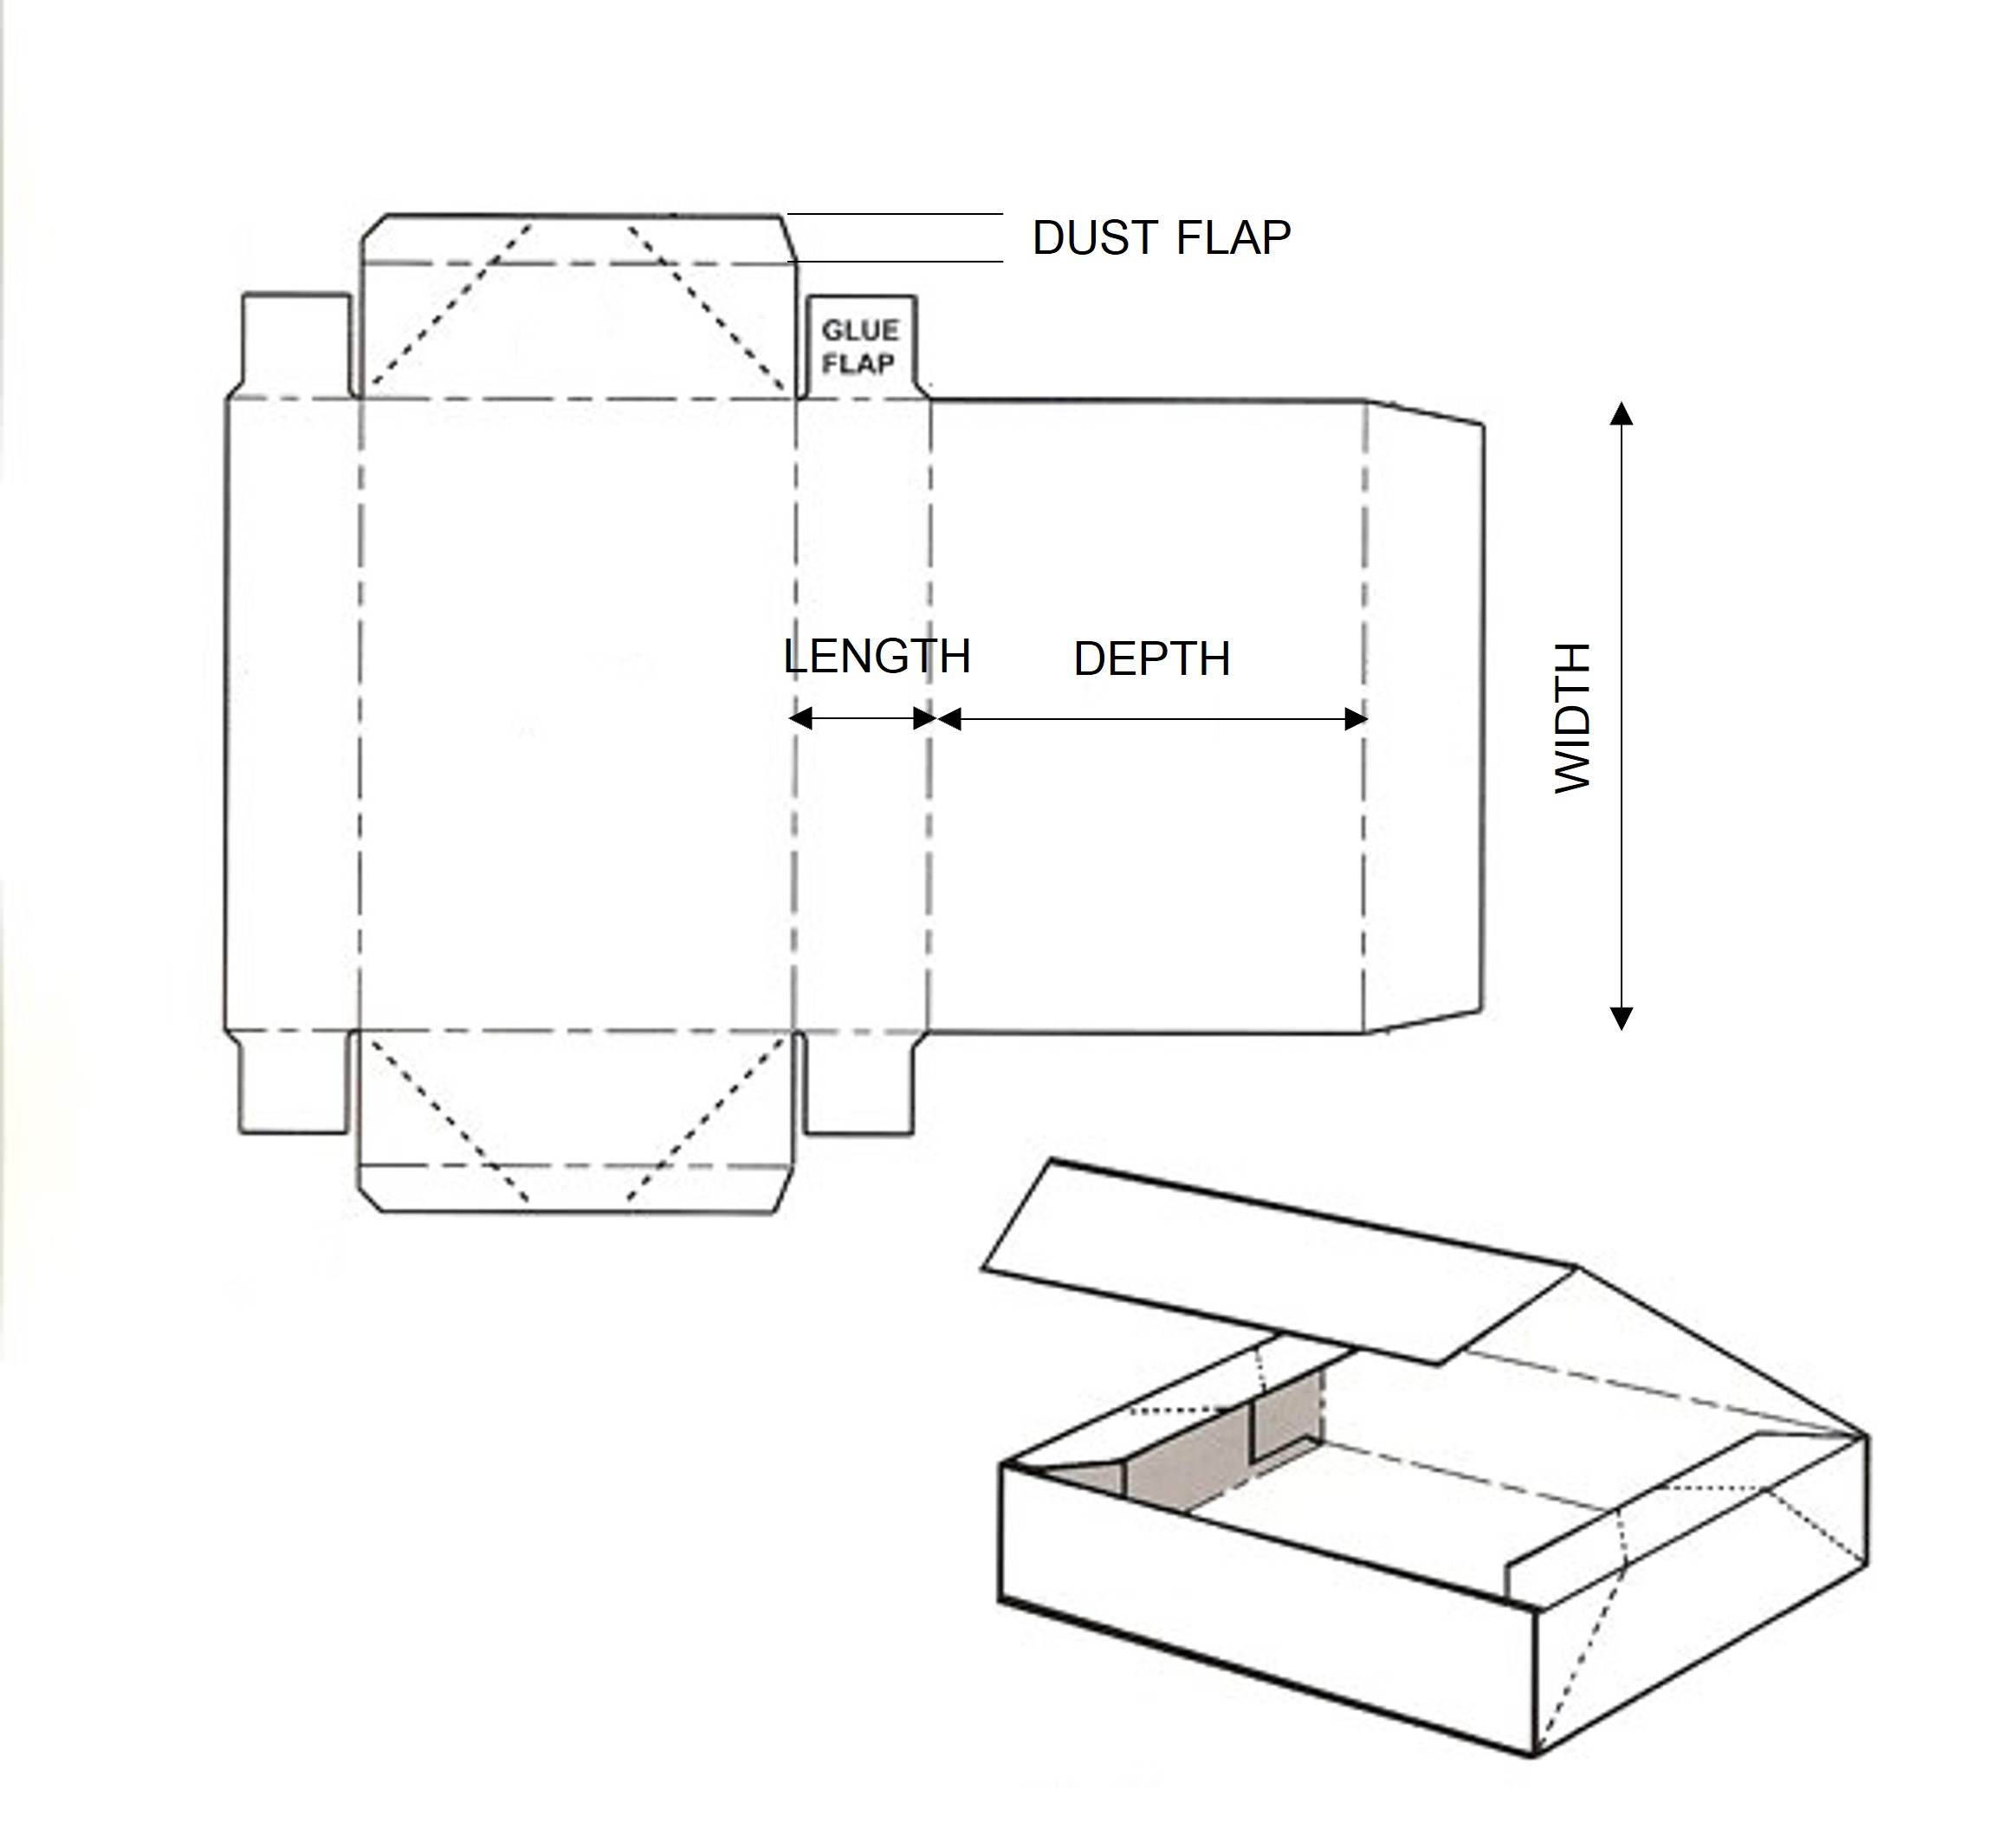 DUST FLAP
GLUE
FLAP
LENGTH
DEPTH
WIDTH